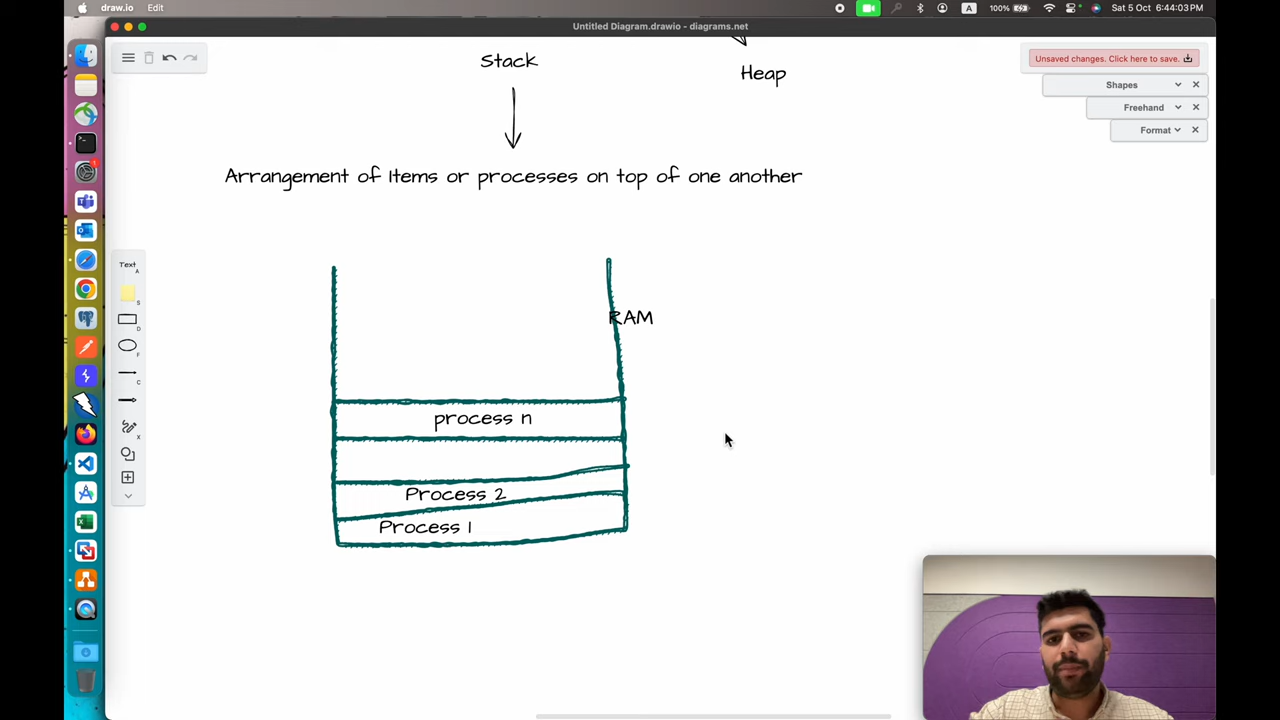 draw.io Edit A 100% Sat 5 Oct 6:44:03 PM
Untitled Diagram.drawio - diagrams.net
Stack
Heap
Unsaved changes. Click here to save.
Shapes
Freehand
Format
Arrangement of Items or processes on top of one another
Text
A
S
D
F
C
X
RAM
process n
Process 2
Process 1